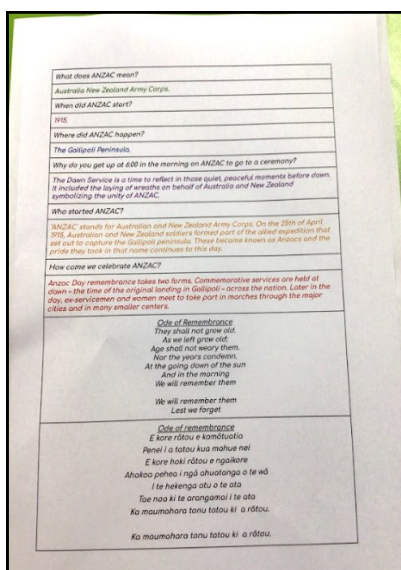 What does ANZAC mean?
Australia New Zealand Army Corps.
When did ANZAC start?
1915.
Where did ANZAC happen?
The Gallipoli Peninsula.
Why do you get up at 6:00 in the morning on ANZAC to go to a ceremony?
The Dawn Service is a time to reflect in those quiet, peaceful moments before dawn.
It included the laying of wreaths on behalf of Australia and New Zealand
symbolizing the unity of ANZAC.
Who started ANZAC?
'ANZAC' stands for Australian and New Zealand Army Corps. On the 25th of April
1915, Australian and New Zealand soldiers formed part of the allied expedition that
set out to capture the Gallipoli peninsula. These became known as Anzacs and the
pride they took in that name continues to this day.
How come we celebrate ANZAC?
Anzac Day remembrance takes two forms. Commemorative services are held at
dawn – the time of the original landing in Gallipoli – across the nation. Later in the
day, ex-servicemen and women meet to take part in marches through the major
cities and in many smaller centers.
Ode of Remembrance
They shall not grow old.
As we left grow old;
Age shall not weary them.
Nor the years condemn.
At the going down of the sun
And in the morning
We will remember them
We will remember them
Lest we forget
Ode of remembrance
E kore rātou e kamātuatia
Penei i a tatou kua mahue nei
E kore hoki rātou e ngaikore
Ahakoa pehea i ngā ahuatanga o te wā
I te hekenga atu o te ata
Tae noa ki te arangamai i te ata
Ka maumahara tonu tatou ki a rātou.
Ka maumahara tonu tatou ki a rātou.